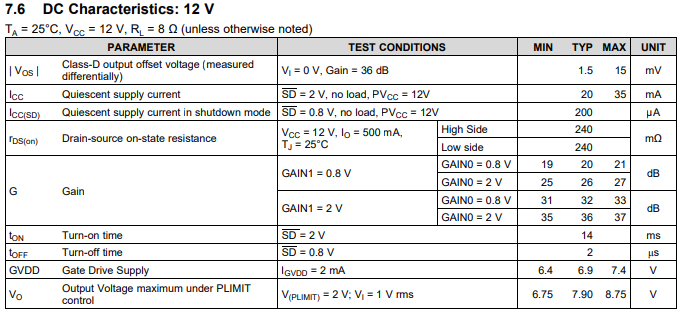 7.6 DC Characteristics: 12 V
TA = 25°C, VCC = 12 V, RL = 8 Ω (unless otherwise noted)
PARAMETER TEST CONDITIONS MIN TYP MAX UNIT
| VOS | Class-D output offset voltage (measured differentially) VI = 0 V, Gain = 36 dB 1.5 15 mV
ICC Quiescent supply current SD = 2 V, no load, PVCC = 12V 20 35 mA
ICC(SD) Quiescent supply current in shutdown mode SD = 0.8 V, no load, PVCC = 12V 200 µA
rDS(on) Drain-source on-state resistance VCC = 12 V, IO = 500 mA, TJ = 25°C High Side 240 mΩ
Low side 240
G Gain GAIN1 = 0.8 V GAIN0 = 0.8 V 19 20 21 dB
GAIN0 = 2 V 25 26 27
GAIN1 = 2 V GAIN0 = 0.8 V 31 32 33 dB
GAIN0 = 2 V 35 36 37
tON Turn-on time SD = 2 V 14 ms
tOFF Turn-off time SD = 0.8 V 2 µs
GVDD Gate Drive Supply IGVDD = 2 mA 6.4 6.9 7.4 V
VO Output Voltage maximum under PLIMIT control V(PLIMIT) = 2 V; VI = 1 V rms 6.75 7.90 8.75 V